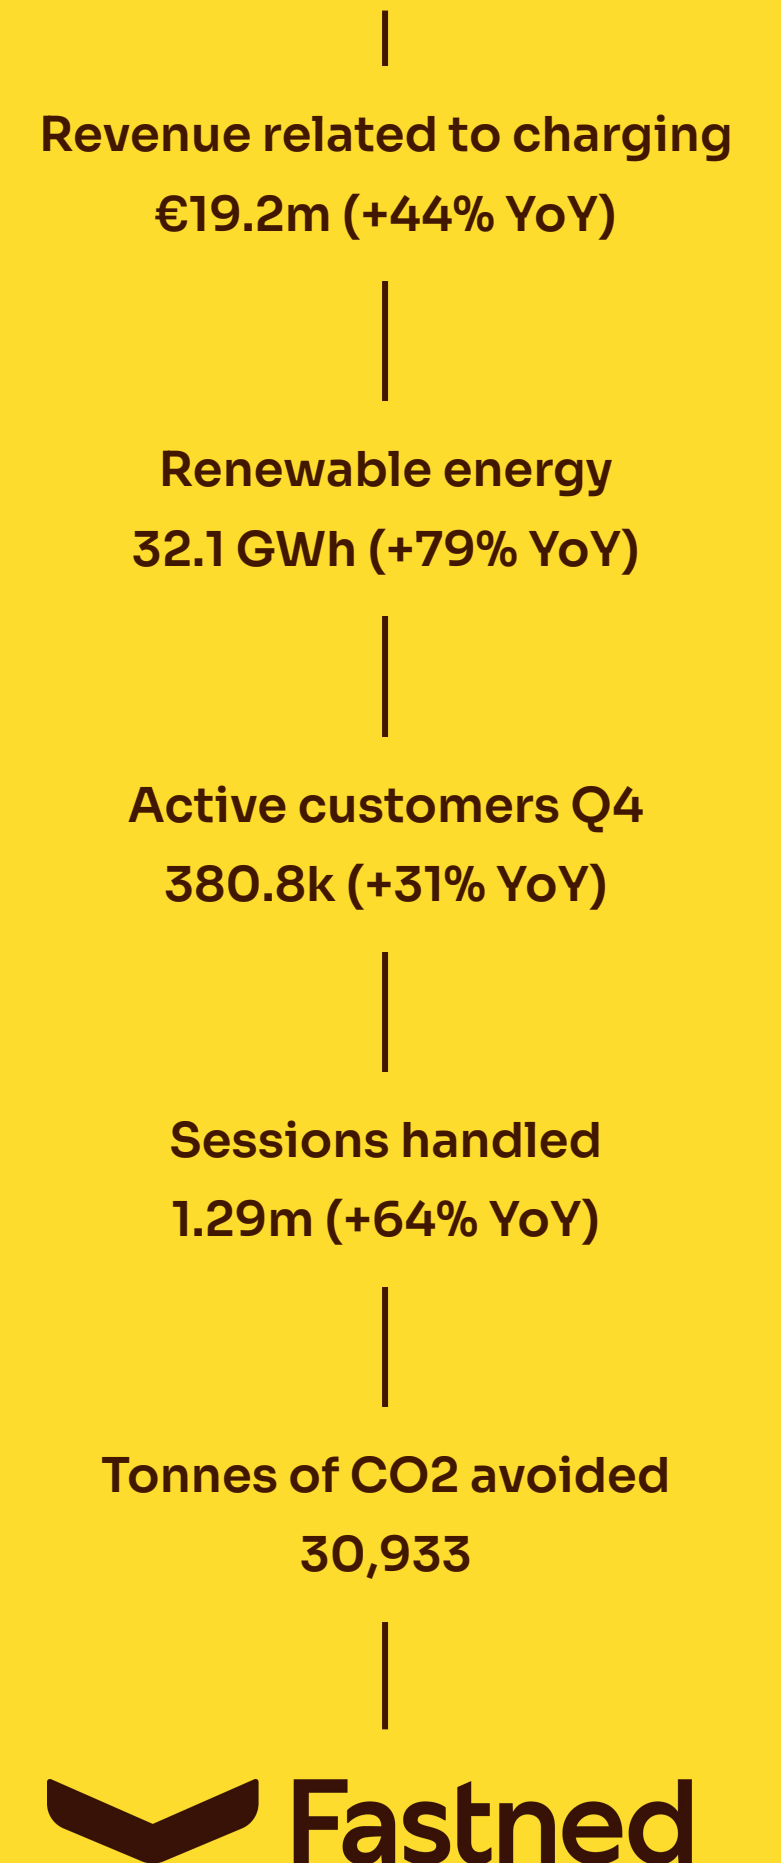 Revenue related to charging
€19.2m (+44% YoY)
Renewable energy
32.1 GWh (+79% YoY)
Active customers Q4
380.8k (+31% YoY)
Sessions handled
1.29m (+64% YoY)
Tonnes of CO2 avoided
30,933
Fastned